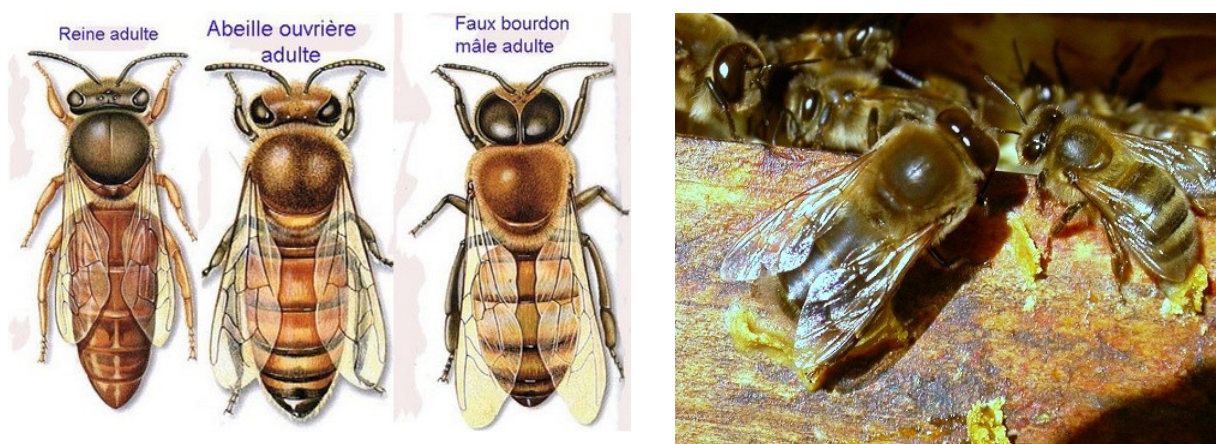 Reine adulte
Abeille ouvrière
adulte
Faux bourdon
mâle adulte